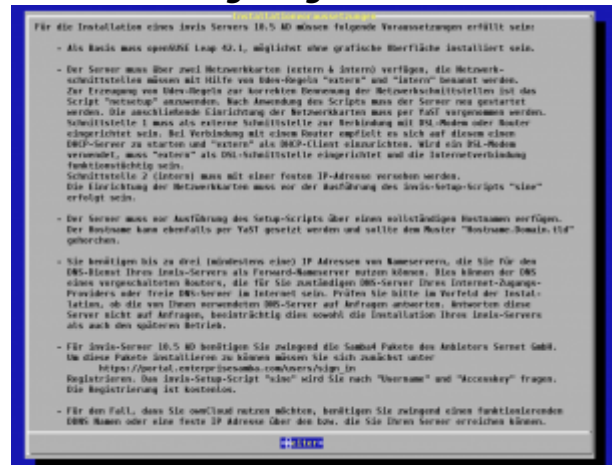 Installationsvoraussetzungen
Für die Installation eines invis Servers 10.5 AD müssen folgende Voraussetzungen erfüllt sein:
- Als Basis muss openSUSE Leap 42.1, möglichst ohne grafische Oberfläche installiert sein.
- Der Server muss über zwei Netzwerkkarten (extern & intern) verfügen, die Netzwerk-
schnittstellen müssen mit Hilfe von Udev-Regeln "extern" und "intern" benannt werden.
Zur Erzeugung von Udev-Regeln zur korrekten Benennung der Netzwerkschnittstellen ist das
Script "netsetup" anzuwenden. Nach Anwendung des Scripts muss der Server neu gestartet
werden. Die anschließende Einrichtung der Netzwerkkarten muss per YaST vorgenommen werden.
Schnittstelle 1 muss als externe Schnittstelle zur Verbindung mit DSL-Modem oder Router
eingerichtet sein. Bei Verbindung mit einem Router empfielt es sich auf diesem einen
DHCP-Server zu starten und "extern" als DHCP-Client einzurichten. Wird ein DSL-Modem
verwendet, muss "extern" als DSL-Schnittstelle eingerichtet und die Internetverbindung
funktionstüchtig sein.
Schnittstelle 2 (intern) muss mit einer festen IP-Adresse versehen werden.
Die Einrichtung der Netzwerkkarten muss vor der Ausführung des invis-Setup-Scripts "sine"
erfolgt sein.
- Der Server muss vor Ausführung des Setup-Scripts über einen vollständigen Hostnamen verfügen.
Der Hostname kann ebenfalls per YaST gesetzt werden und sollte dem Muster "Hostname.Domain.tld"
gehorchen.
- Sie benötigen bis zu drei (mindestens eine) IP Adressen von Nameservern, die Sie für den
DNS-Dienst Ihres invis-Servers als Forward-Nameserver nutzen können. Dies können der DNS
eines vorgeschalteten Routers, die für Sie zuständigen DNS-Server Ihres Internet-Zugangs-
Providers oder freie DNS-Server im Internet sein. Prüfen Sie bitte im Vorfeld der Instal-
lation, ob die von Ihnen verwendeten DNS-Server auf Anfragen antworten. Antworten diese
Server nicht auf Anfragen, beeinträchtig dies sowohl die Installation Ihres invis-Servers
als auch den späteren Betrieb.
- Für invis-Server 10.5 AD benötigen Sie zwingend die Samba4 Pakete des Anbieters Sernet GmbH.
Um diese Pakete installieren zu können müssen Sie sich zunächst unter
https://portal.enterprisesamba.com/users/sign_in
Registrieren. Das invis-Setup-Script "sine" wird Sie nach "Username" und "Accesskey" fragen.
Die Registrierung ist kostenlos.
- Für den Fall, dass Sie ownCloud nutzen möchten, benötigen Sie zwingend einen funktionierenden
DDNS Namen oder eine feste IP Adresse über den bzw. die Sie Ihren Server erreichen können.
Weiter